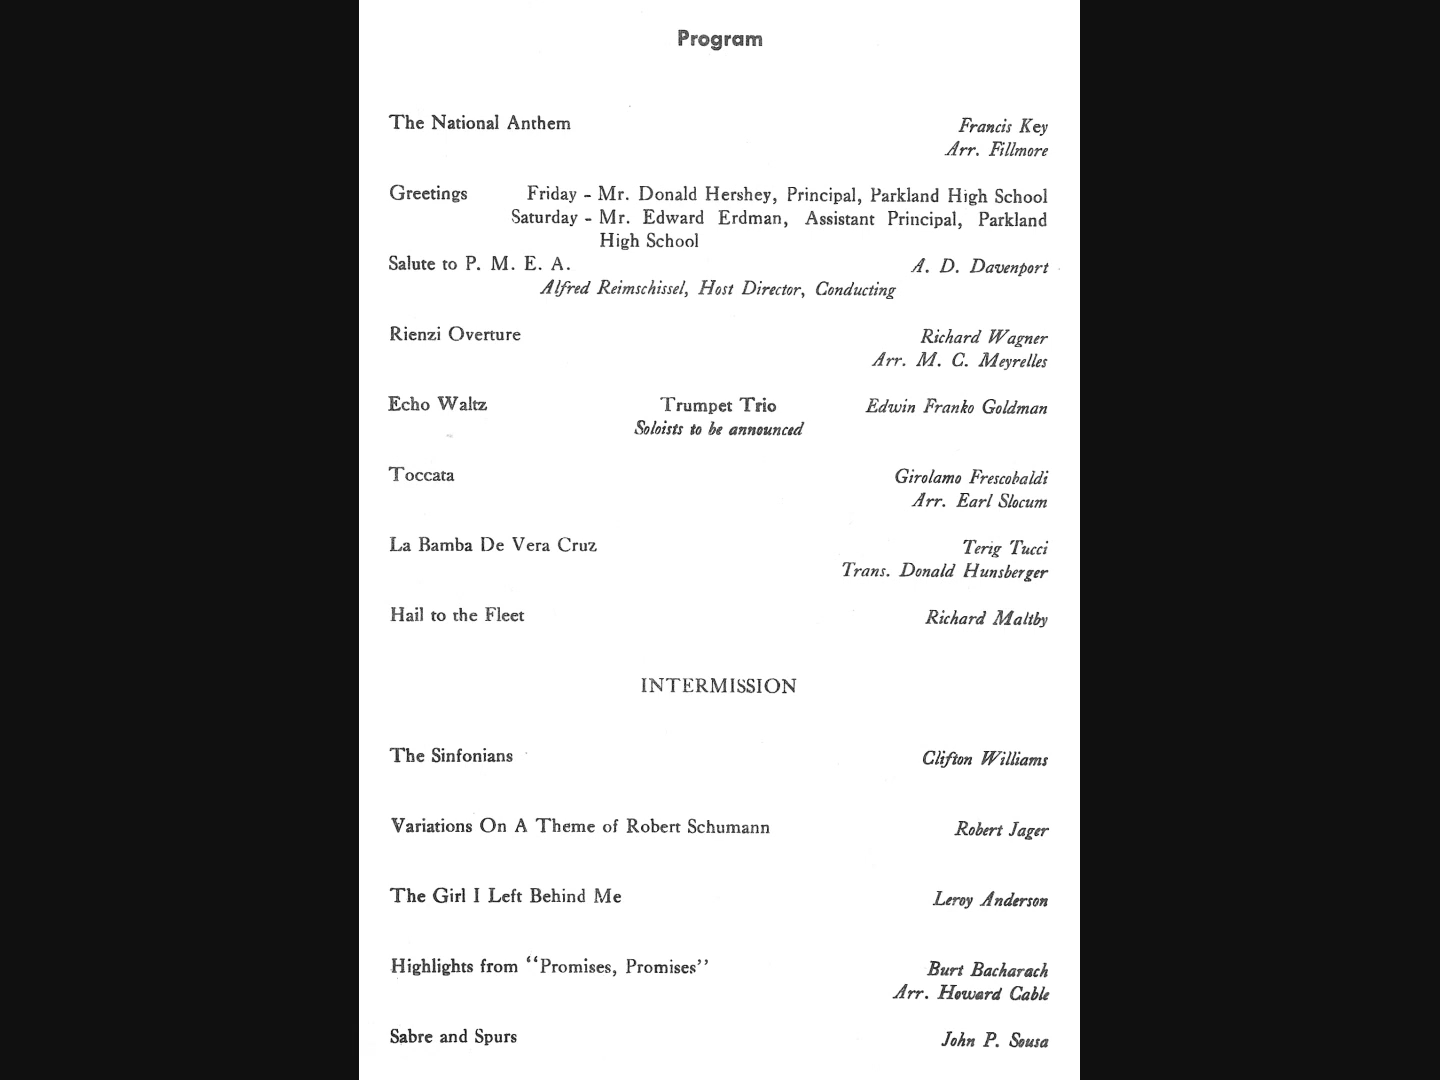 Program
The National Anthem Francis Key
Arr. Fillmore
Greetings Friday - Mr. Donald Hershey, Principal, Parkland High School
Saturday - Mr. Edward Erdman, Assistant Principal, Parkland
High School
Salute to P. M. E. A. A. D. Davenport
Alfred Reimschissel, Host Director, Conducting
Rienzi Overture Richard Wagner
Arr. M. C. Meyrelles
Echo Waltz Trumpet Trio Edwin Franko Goldman
Soloists to be announced
Toccata Girolamo Frescobaldi
Arr. Earl Slocum
La Bamba De Vera Cruz Terig Tucci
Trans. Donald Hunsberger
Hail to the Fleet Richard Maltby
INTERMISSION
The Sinfonians Clifton Williams
Variations On A Theme of Robert Schumann Robert Jager
The Girl I Left Behind Me Leroy Anderson
Highlights from “Promises, Promises’’ Burt Bacharach
Arr. Howard Cable
Sabre and Spurs John P. Sousa